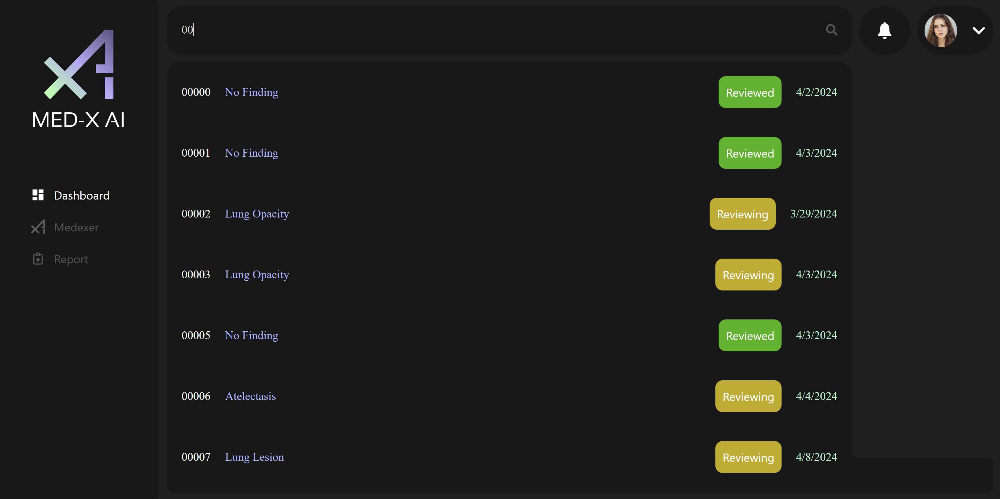 MED-X AI
Dashboard
Medexer
Report
00
00000 No Finding Reviewed 4/2/2024
00001 No Finding Reviewed 4/3/2024
00002 Lung Opacity Reviewing 3/29/2024
00003 Lung Opacity Reviewing 4/3/2024
00005 No Finding Reviewed 4/3/2024
00006 Atelectasis Reviewing 4/4/2024
00007 Lung Lesion Reviewing 4/8/2024